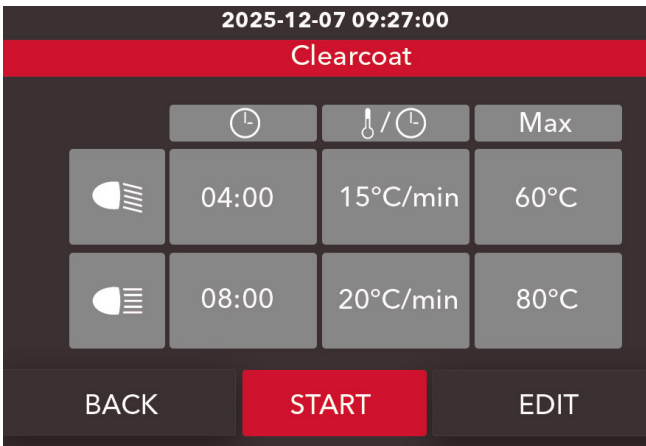 2025-12-07 09:27:00
Clearcoat
/ Max
04:00 15°C/min 60°C
08:00 20°C/min 80°C
BACK START EDIT